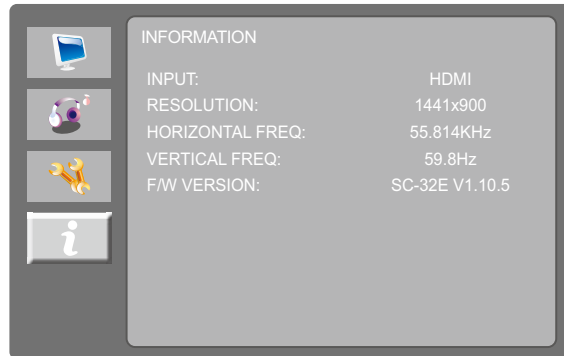 INFORMATION
INPUT: HDMI
RESOLUTION: 1441x900
HORIZONTAL FREQ: 55.814KHz
VERTICAL FREQ: 59.8Hz
F/W VERSION: SC-32E V1.10.5
i